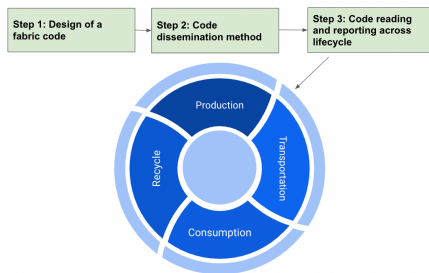 Step 1: Design of a
fabric code
Step 2: Code
dissemination method
Step 3: Code reading
and reporting across
lifecycle
Production
Transportation
Consumption
Recycle